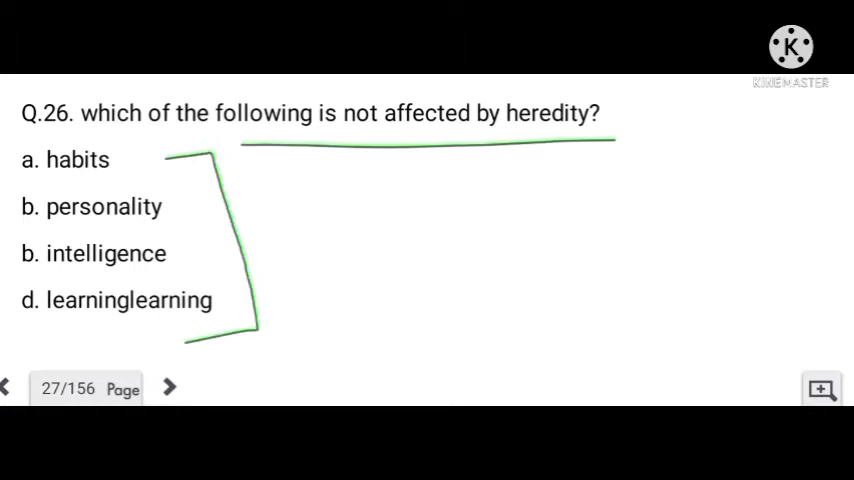 K
KINEMASTER
Q.26. which of the following is not affected by heredity?
a. habits
b. personality
b. intelligence
d. learninglearning
27/156 Page